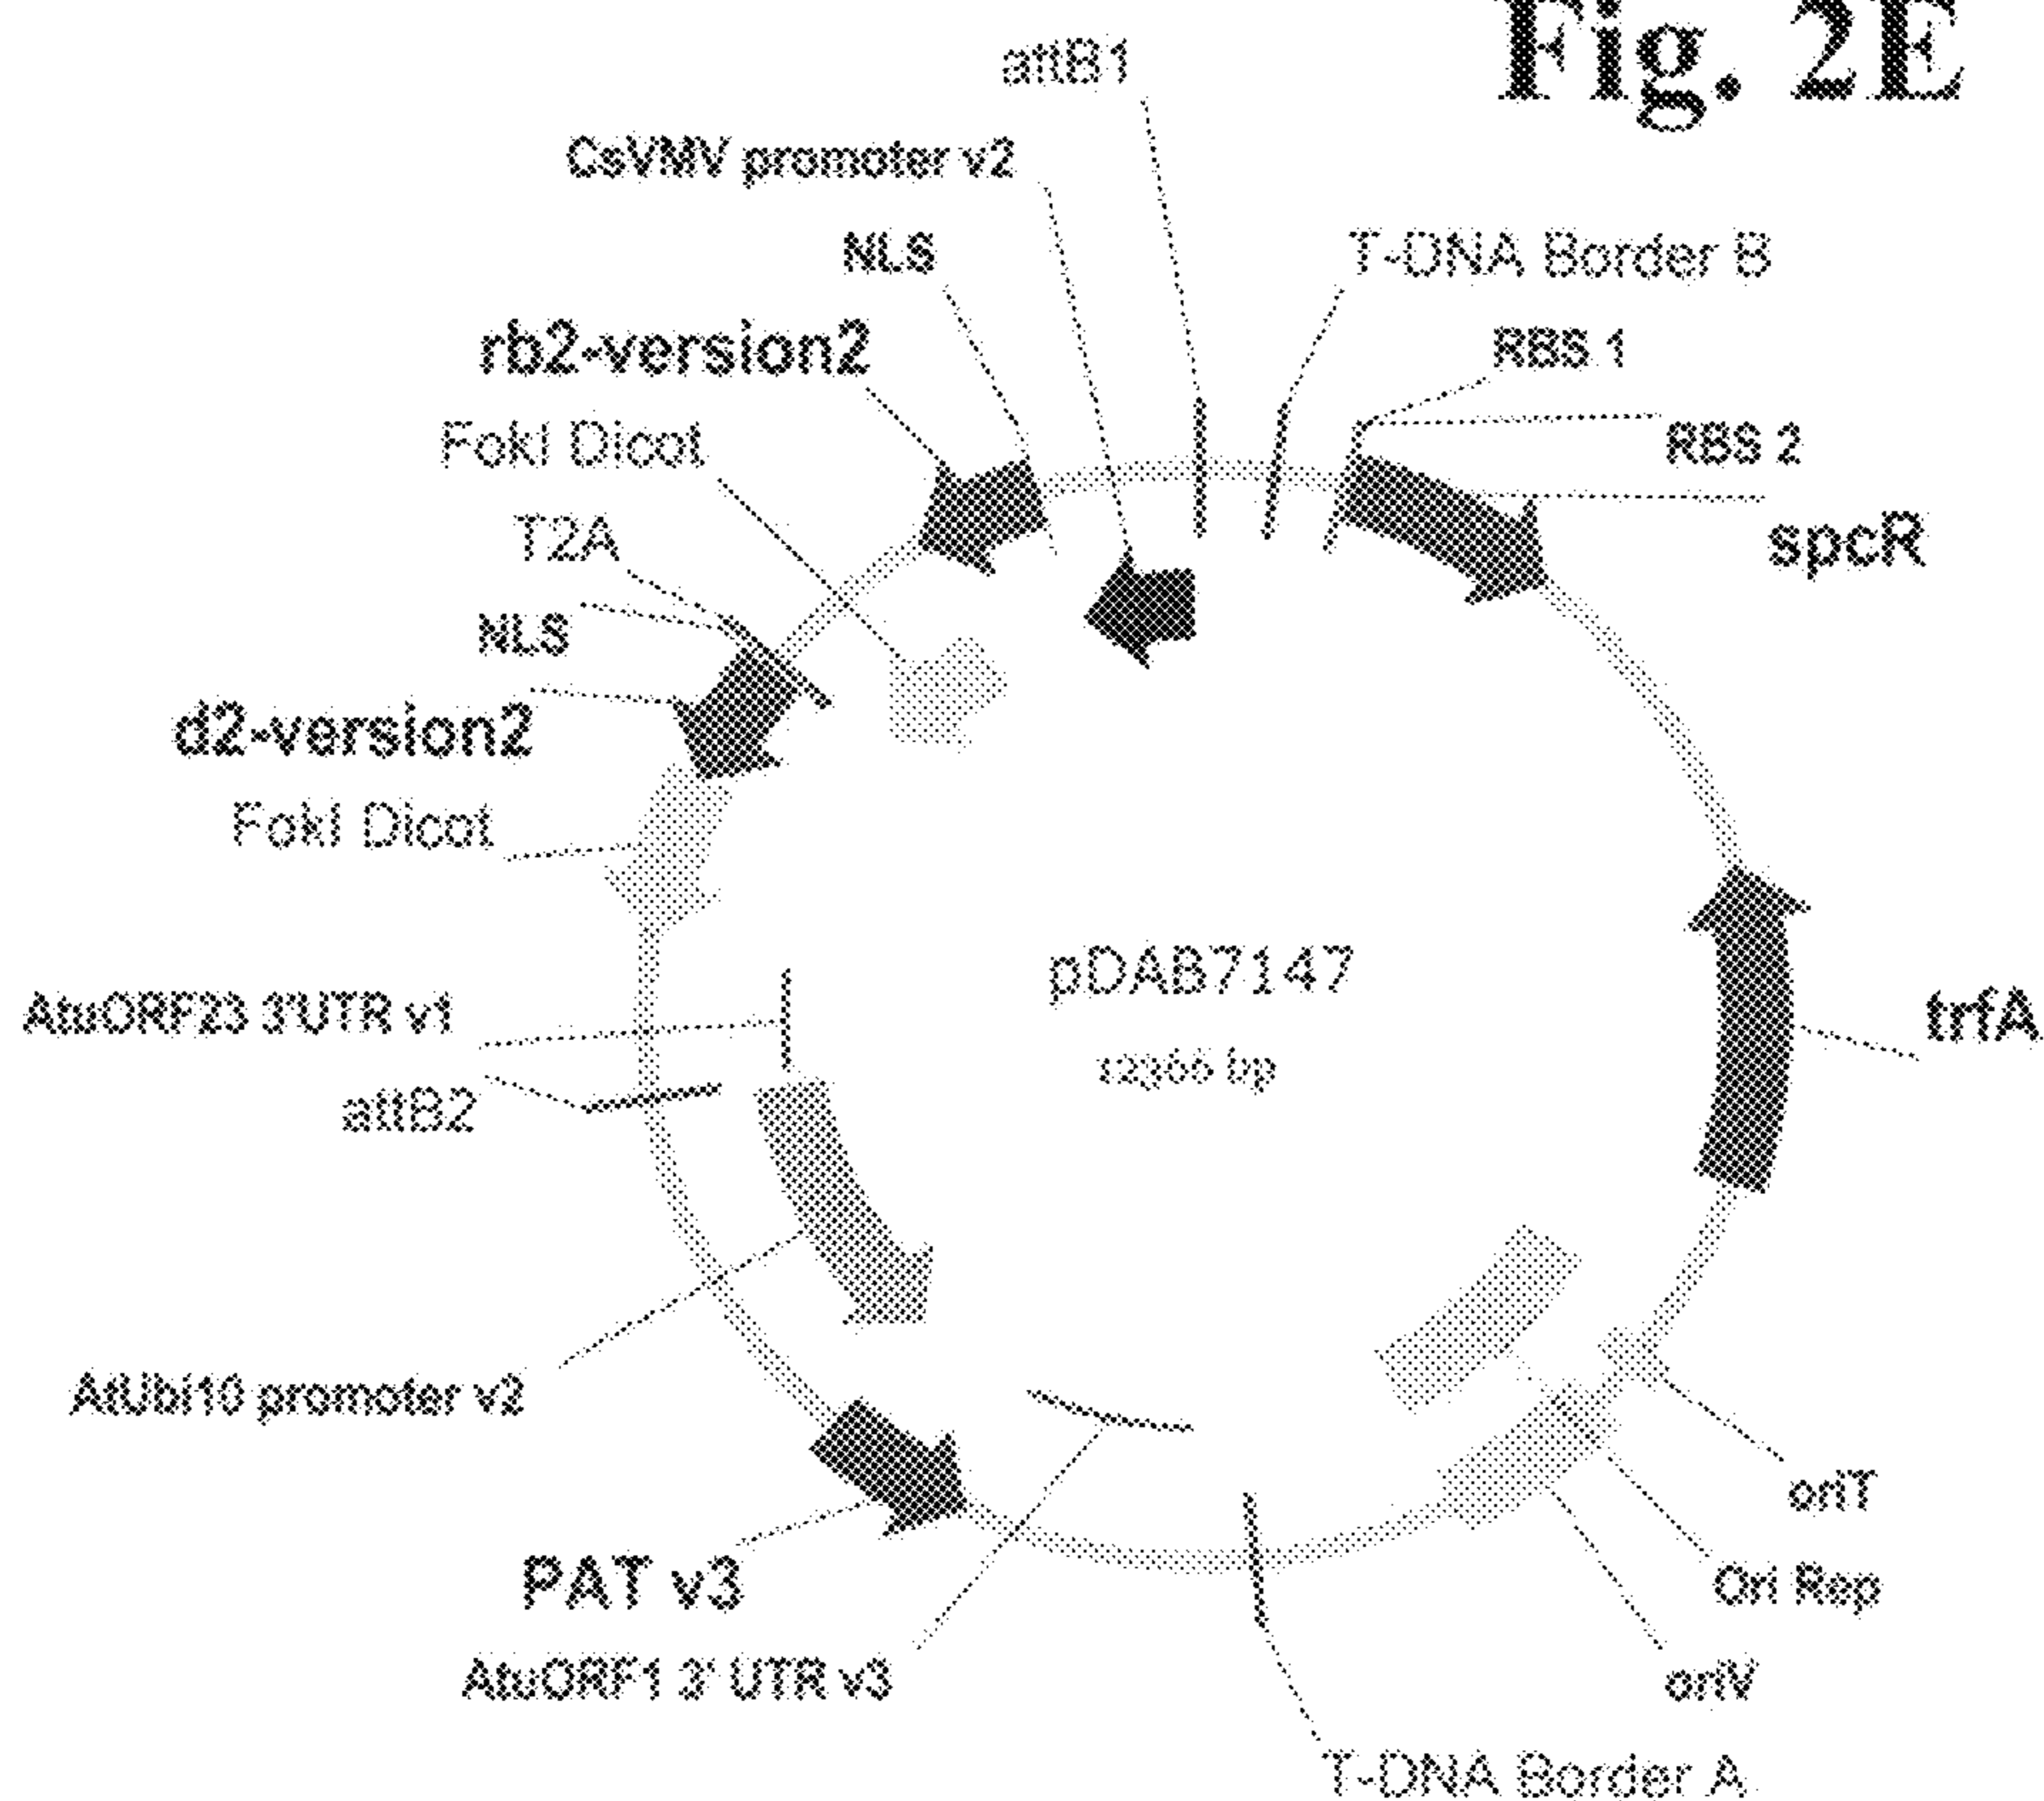 Fig. 2E
attB1
CsVMV promoter v2
NLS
T-DNA Border B
rb2-version2
RBS 1
FokI Dicot
RBS 2
T2A
spcR
NLS
d2-version2
FokI Dicot
pDAB7147
AtuORF23 3'UTR v1
trfA
12366 bp
attB2
AtUbi10 promoter v2
oriT
PAT v3
Ori Rep
AtuORF1 3' UTR v3
oriV
T-DNA Border A